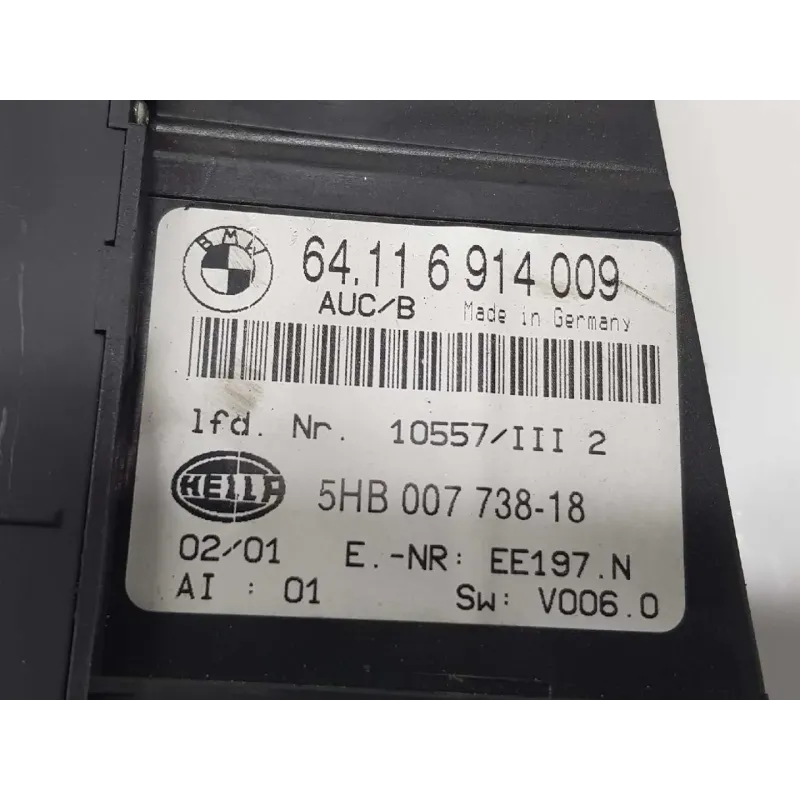 BMW
64.11 6 914 009
AUC/B Made in Germany
lfd. Nr. 10557/III 2
HELLA 5HB 007 738-18
02/01 E.-NR: EE197.N
AI : 01 Sw: V006.0